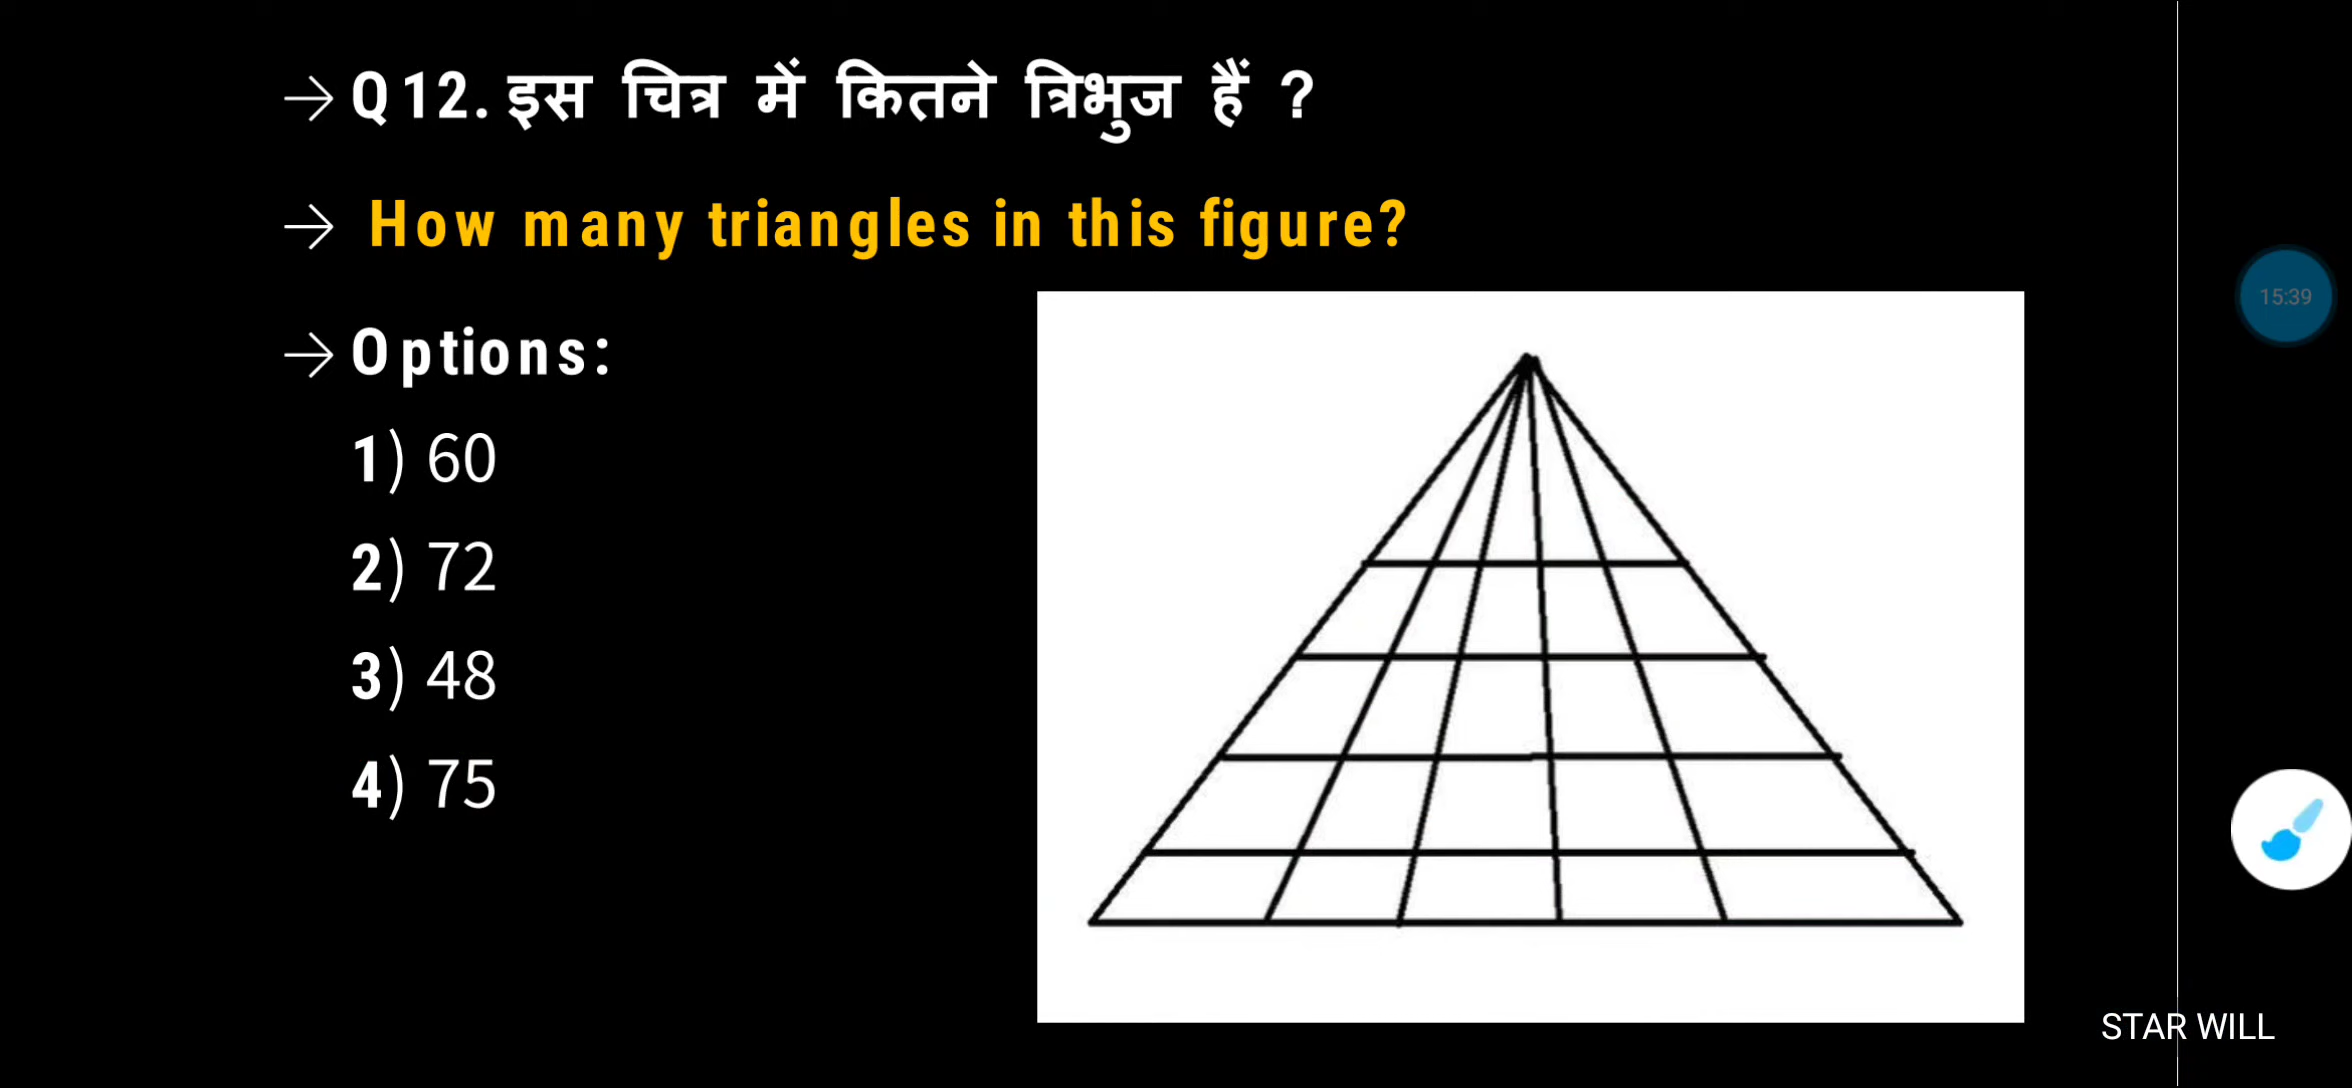 → Q12. इस चित्र में कितने त्रिभुज हैं ?
→ How many triangles in this figure?
→ Options:
1) 60
2) 72
3) 48
4) 75
15:39
STAR WILL